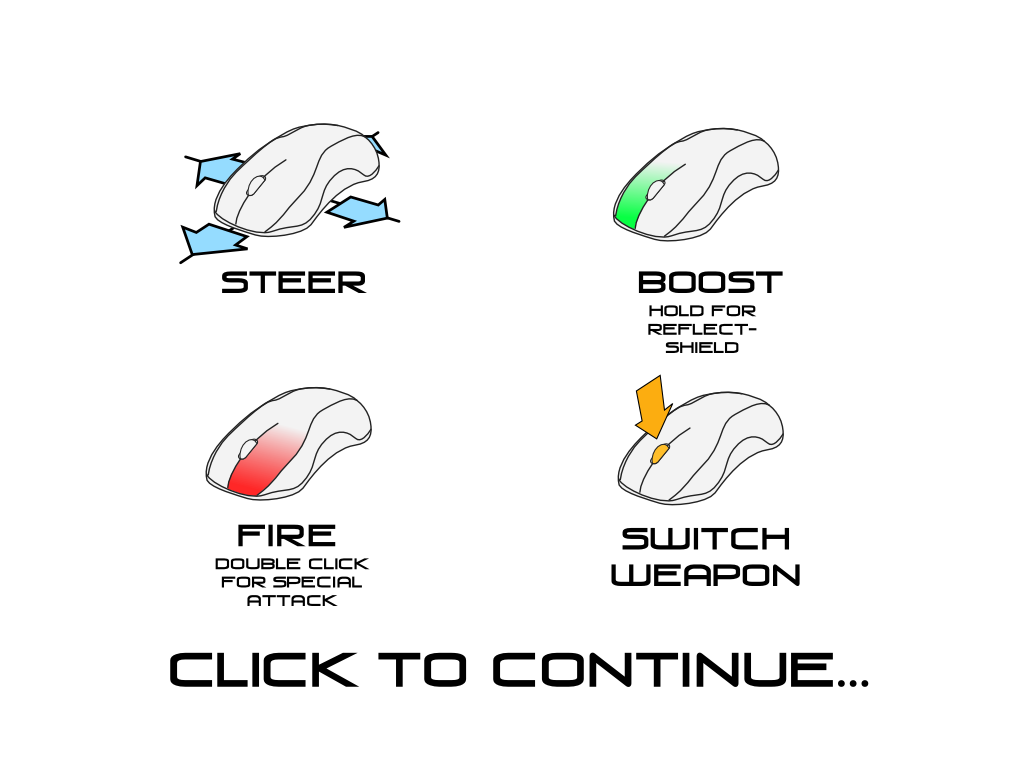 STEER
BOOST
HOLD FOR
REFLECT-
SHIELD
FIRE
DOUBLE CLICK
FOR SPECIAL
ATTACK
SWITCH
WEAPON
CLICK TO CONTINUE...